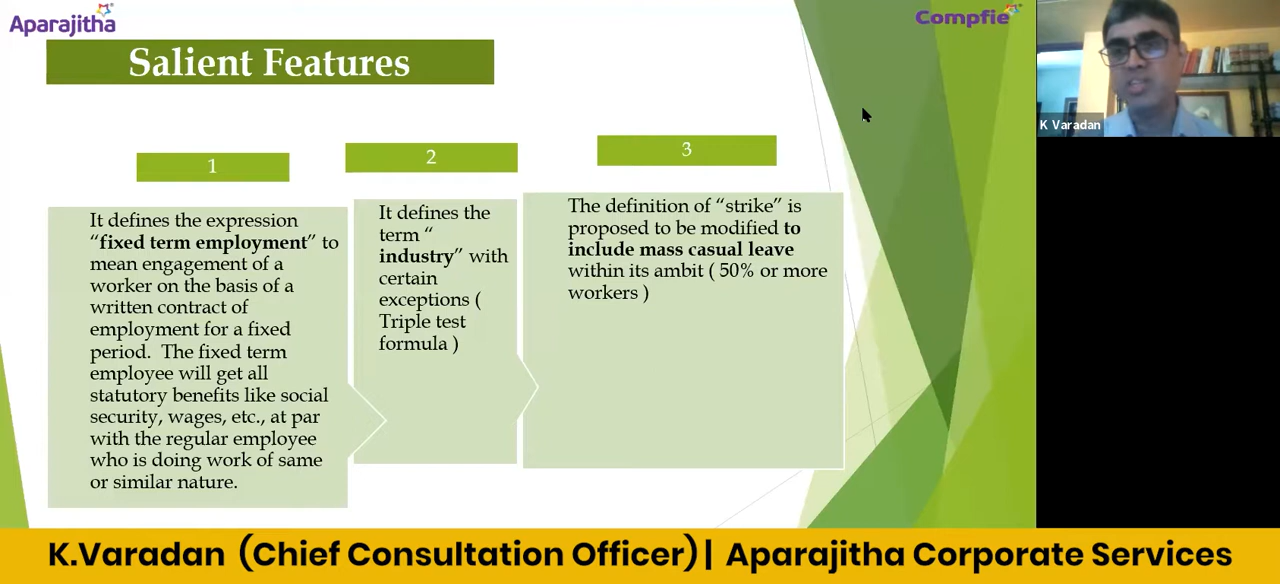 Aparajitha
Compfie
Salient Features
K Varadan
1
It defines the expression
“fixed term employment” to
mean engagement of a
worker on the basis of a
written contract of
employment for a fixed
period. The fixed term
employee will get all
statutory benefits like social
security, wages, etc., at par
with the regular employee
who is doing work of same
or similar nature.
2
It defines the
term “
industry” with
certain
exceptions (
Triple test
formula )
3
The definition of “strike” is
proposed to be modified to
include mass casual leave
within its ambit ( 50% or more
workers )
K.Varadan (Chief Consultation Officer) | Aparajitha Corporate Services